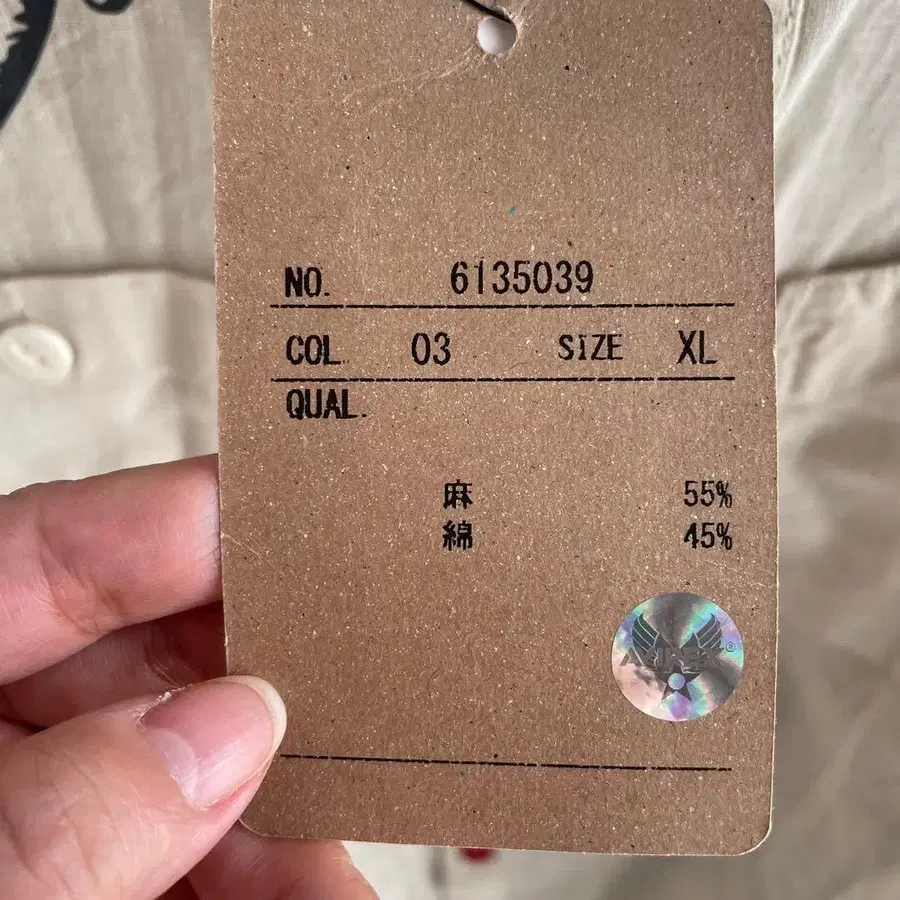 NO. 6135039
COL. 03 SIZE XL
QUAL.
麻 55%
綿 45%
®